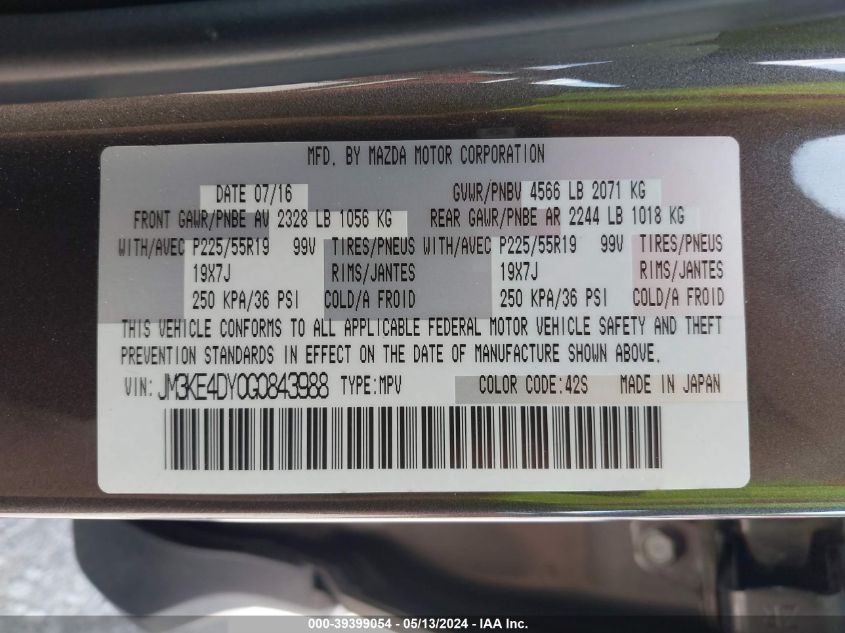 MFD. BY MAZDA MOTOR CORPORATION
DATE 07/16 GVWR/PNBV 4566 LB 2071 KG
FRONT GAWR/PNBE AV 2328 LB 1056 KG REAR GAWR/PNBE AR 2244 LB 1018 KG
WITH/AVEC P225/55R19 99V TIRES/PNEUS WITH/AVEC P225/55R19 99V TIRES/PNEUS
19X7J RIMS/JANTES 19X7J RIMS/JANTES
250 KPA/36 PSI COLD/A FROID 250 KPA/36 PSI COLD/A FROID
THIS VEHICLE CONFORMS TO ALL APPLICABLE FEDERAL MOTOR VEHICLE SAFETY AND THEFT
PREVENTION STANDARDS IN EFFECT ON THE DATE OF MANUFACTURE SHOWN ABOVE.
VIN: JM3KE4DY0G0843988 TYPE:MPV COLOR CODE:42S MADE IN JAPAN
000-39399054 - 05/13/2024 - IAA Inc.